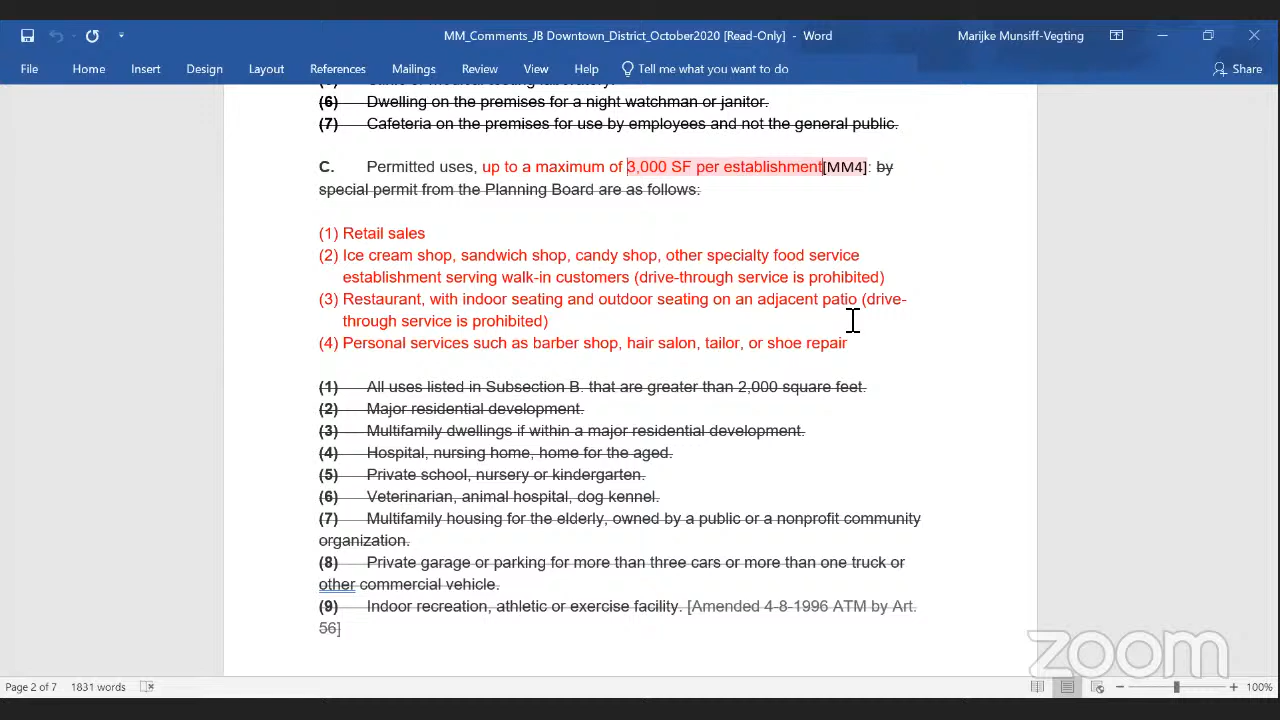 MM_Comments_JB Downtown_District_October2020 [Read-Only] - Word
Marijke Munsiff-Vegting
File Home Insert Design Layout References Mailings Review View Help Tell me what you want to do Share
(6) Dwelling on the premises for a night watchman or janitor.
(7) Cafeteria on the premises for use by employees and not the general public.
C. Permitted uses, up to a maximum of 3,000 SF per establishment[MM4]: by
special permit from the Planning Board are as follows:
(1) Retail sales
(2) Ice cream shop, sandwich shop, candy shop, other specialty food service
establishment serving walk-in customers (drive-through service is prohibited)
(3) Restaurant, with indoor seating and outdoor seating on an adjacent patio (drive-
through service is prohibited)
(4) Personal services such as barber shop, hair salon, tailor, or shoe repair
(1) All uses listed in Subsection B. that are greater than 2,000 square feet.
(2) Major residential development.
(3) Multifamily dwellings if within a major residential development.
(4) Hospital, nursing home, home for the aged.
(5) Private school, nursery or kindergarten.
(6) Veterinarian, animal hospital, dog kennel.
(7) Multifamily housing for the elderly, owned by a public or a nonprofit community
organization.
(8) Private garage or parking for more than three cars or more than one truck or
other commercial vehicle.
(9) Indoor recreation, athletic or exercise facility. [Amended 4-8-1996 ATM by Art.
56]
zoom
Page 2 of 7 1831 words 100%